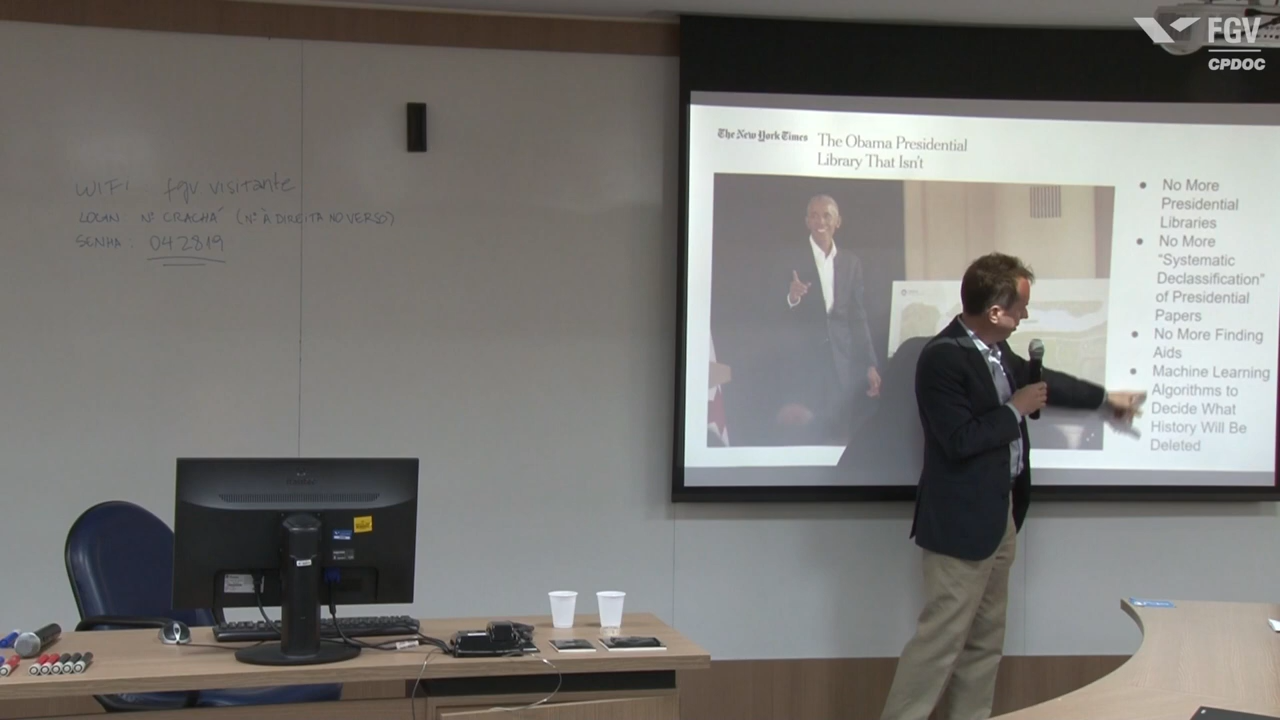 FGV
CPDOC
WIFI: fgv visitante
LOGIN Nº CRACHÁ (Nº À DIREITA NO VERSO)
SENHA: 042819
The New York Times
The Obama Presidential
Library That Isn't
• No More
Presidential
Libraries
• No More
"Systematic
Declassification"
of Presidential
Papers
• No More Finding
Aids
• Machine Learning
Algorithms to
Decide What
History Will Be
Deleted